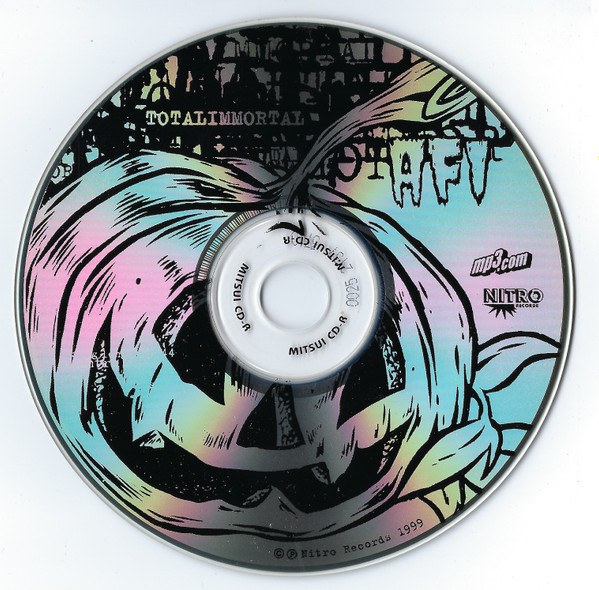 TOTALIMMORTAL
AFI
mp3.com
NITRO
RECORDS
MITSUI CD-R
MITSUI CD-R
MITSUI CD-R
0025
©℗ Nitro Records 1999